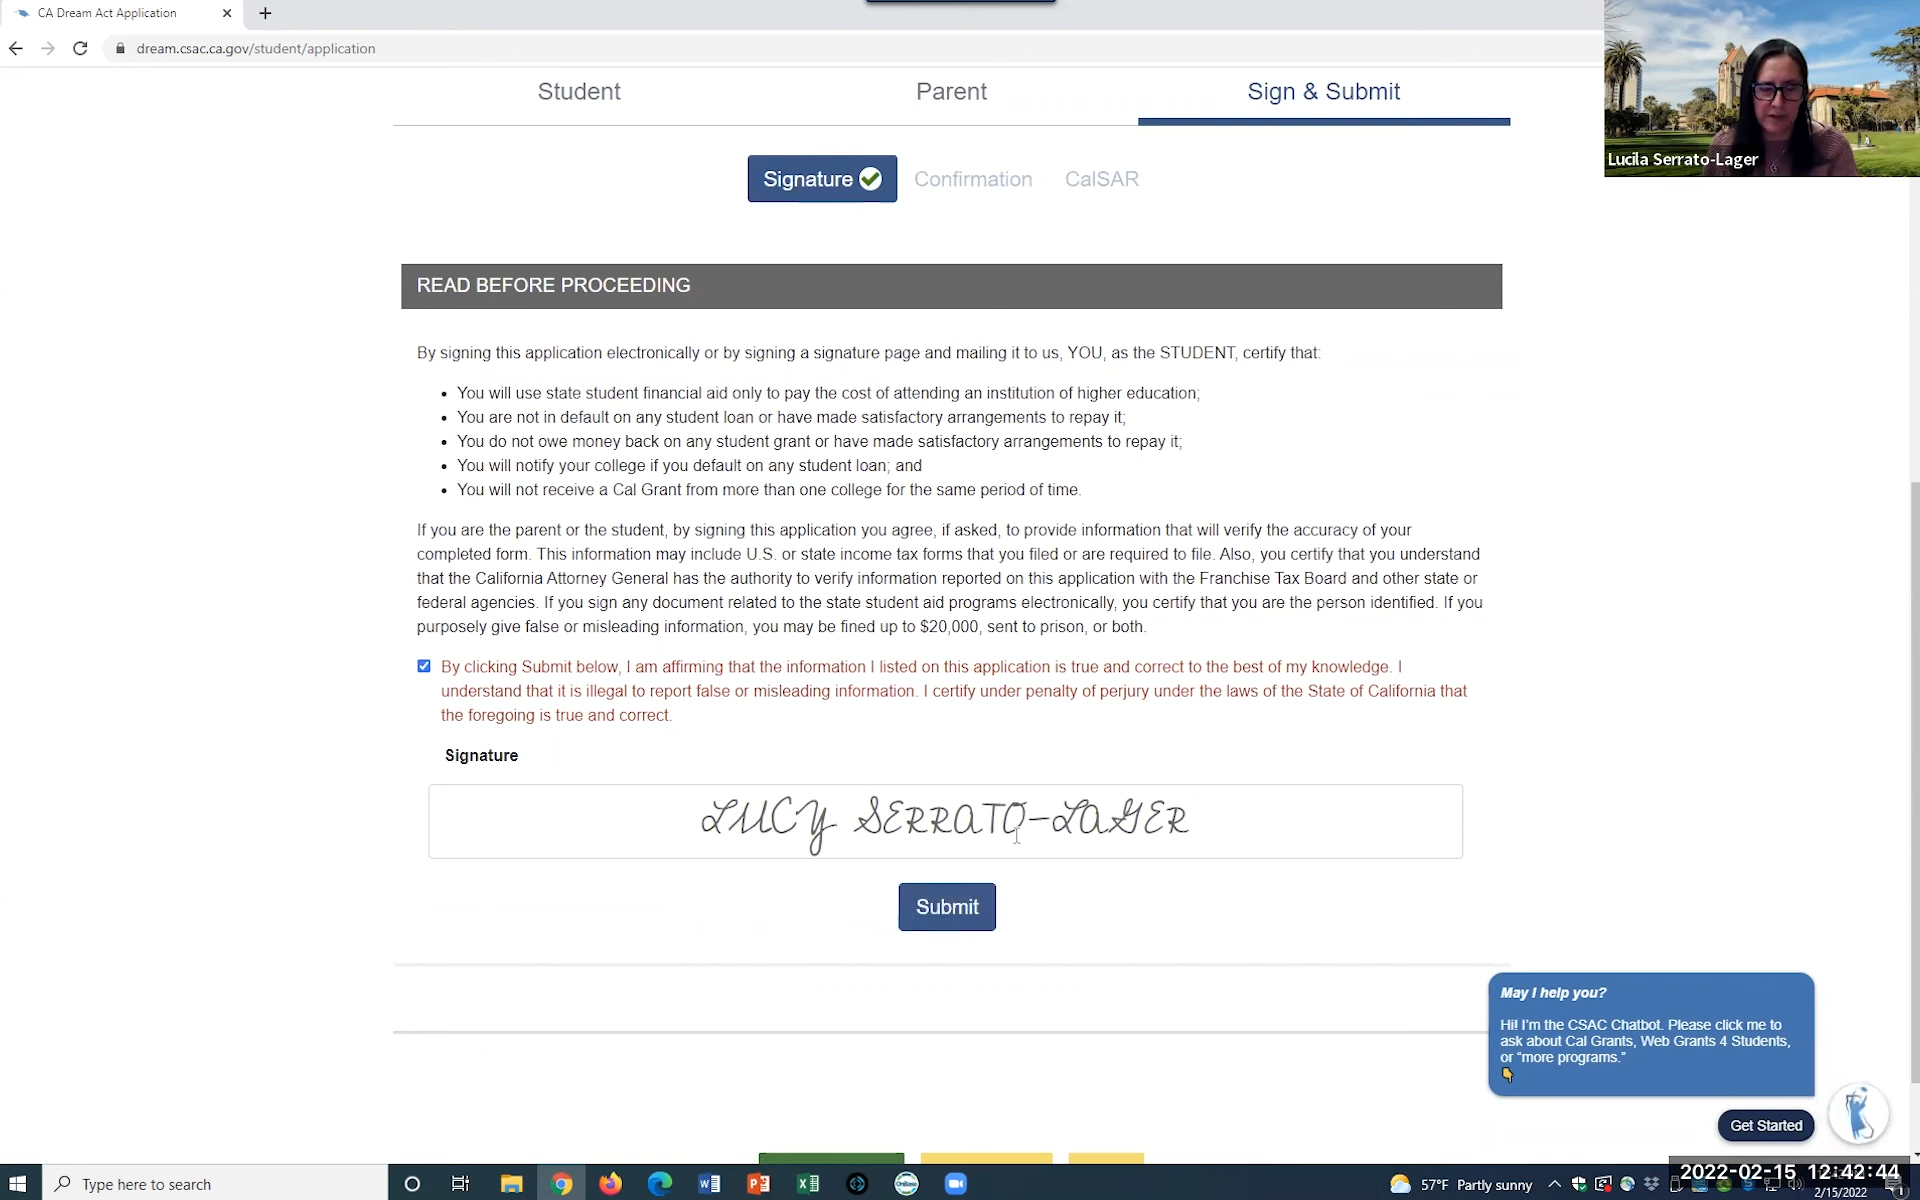 CA Dream Act Application
dream.csac.ca.gov/student/application
Lucila Serrato-Lager
Student Parent Sign & Submit
Signature Confirmation CalSAR
READ BEFORE PROCEEDING
By signing this application electronically or by signing a signature page and mailing it to us, YOU, as the STUDENT, certify that:
• You will use state student financial aid only to pay the cost of attending an institution of higher education;
• You are not in default on any student loan or have made satisfactory arrangements to repay it;
• You do not owe money back on any student grant or have made satisfactory arrangements to repay it;
• You will notify your college if you default on any student loan; and
• You will not receive a Cal Grant from more than one college for the same period of time.
If you are the parent or the student, by signing this application you agree, if asked, to provide information that will verify the accuracy of your
completed form. This information may include U.S. or state income tax forms that you filed or are required to file. Also, you certify that you understand
that the California Attorney General has the authority to verify information reported on this application with the Franchise Tax Board and other state or
federal agencies. If you sign any document related to the state student aid programs electronically, you certify that you are the person identified. If you
purposely give false or misleading information, you may be fined up to $20,000, sent to prison, or both.
By clicking Submit below, I am affirming that the information I listed on this application is true and correct to the best of my knowledge. I
understand that it is illegal to report false or misleading information. I certify under penalty of perjury under the laws of the State of California that
the foregoing is true and correct.
Signature
LUCY SERRATO-LAGER
Submit
May I help you?
Hi! I'm the CSAC Chatbot. Please click me to
ask about Cal Grants, Web Grants 4 Students,
or “more programs.”
Get Started
Type here to search
57°F Partly sunny
2022-02-15 12:42:44
2/15/2022